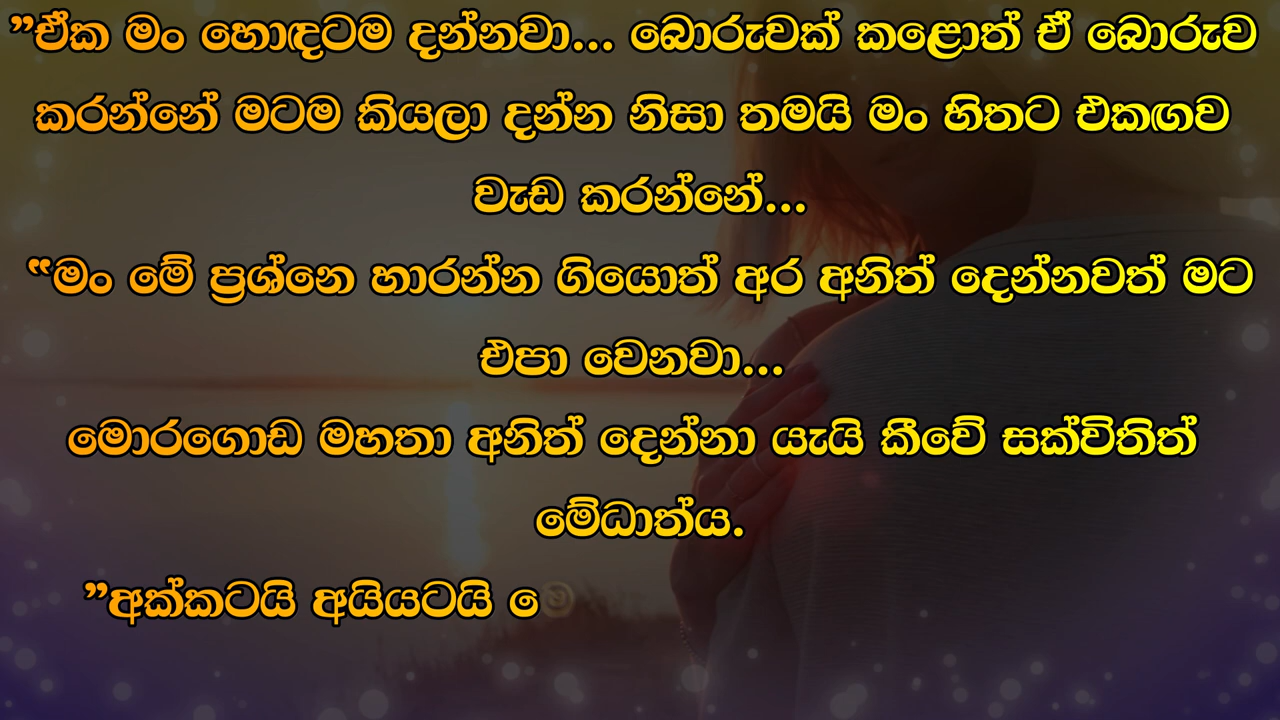 ”ඒක මං හොඳටම දන්නවා... බොරුවක් කළොත් ඒ බොරුව
කරන්නේ මටම කියලා දන්න නිසා තමයි මං හිතට එකඟව
වැඩ කරන්නේ...
“මං මේ ප්‍රශ්නෙ හාරන්න ගියොත් අර අනිත් දෙන්නවත් මට
එපා වෙනවා...
මොරගොඩ මහතා අනිත් දෙන්නා යැයි කීවේ සක්විතිත්
මේධාත්ය.
”අක්කටයි අයියටයි